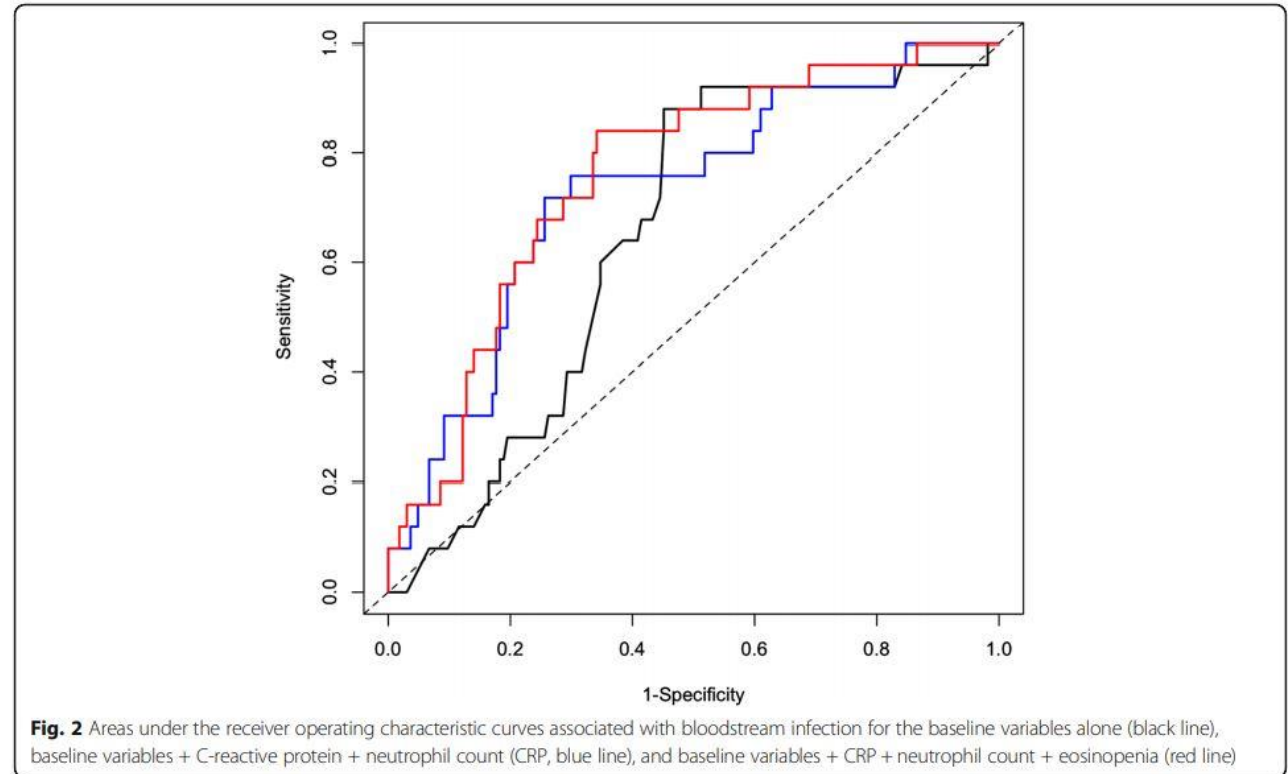 1.0
0.8
0.6
0.4
0.2
0.0
Sensitivity
0.0 0.2 0.4 0.6 0.8 1.0
1-Specificity
Fig. 2 Areas under the receiver operating characteristic curves associated with bloodstream infection for the baseline variables alone (black line),
baseline variables + C-reactive protein + neutrophil count (CRP, blue line), and baseline variables + CRP + neutrophil count + eosinopenia (red line)